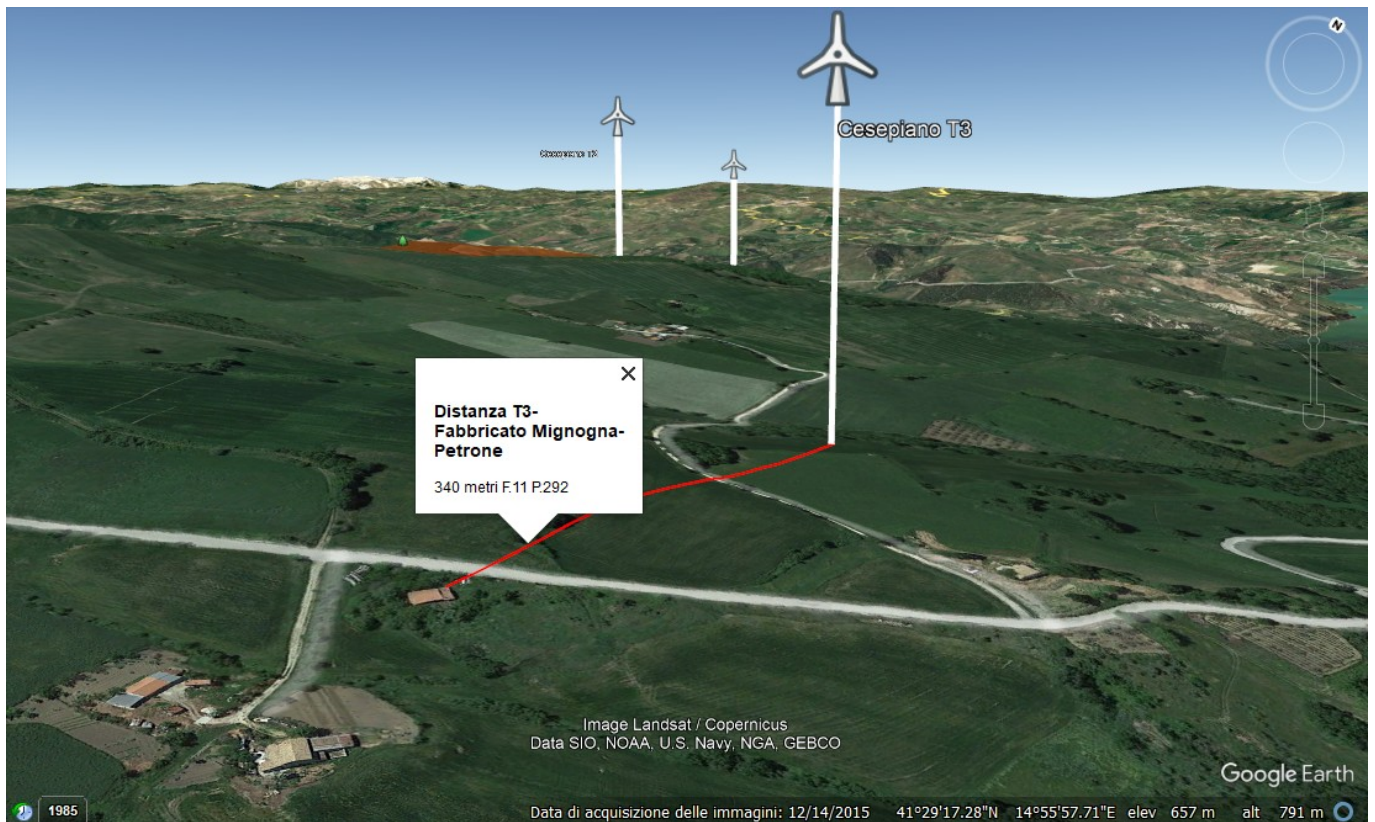 N
Cesepiano T3
Cesepiano T2
Distanza T3-
Fabbricato Mignogna-
Petrone
340 metri F.11 P.292
Image Landsat / Copernicus
Data SIO, NOAA, U.S. Navy, NGA, GEBCO
Google Earth
1985
Data di acquisizione delle immagini: 12/14/2015 41°29'17.28"N 14°55'57.71"E elev 657 m alt 791 m